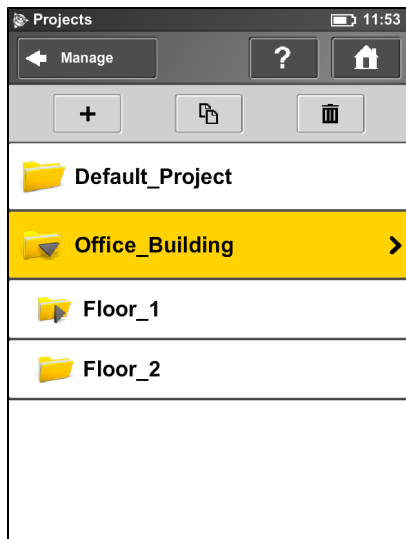 Projects 11:53
Manage ?
Default_Project
Office_Building
Floor_1
Floor_2